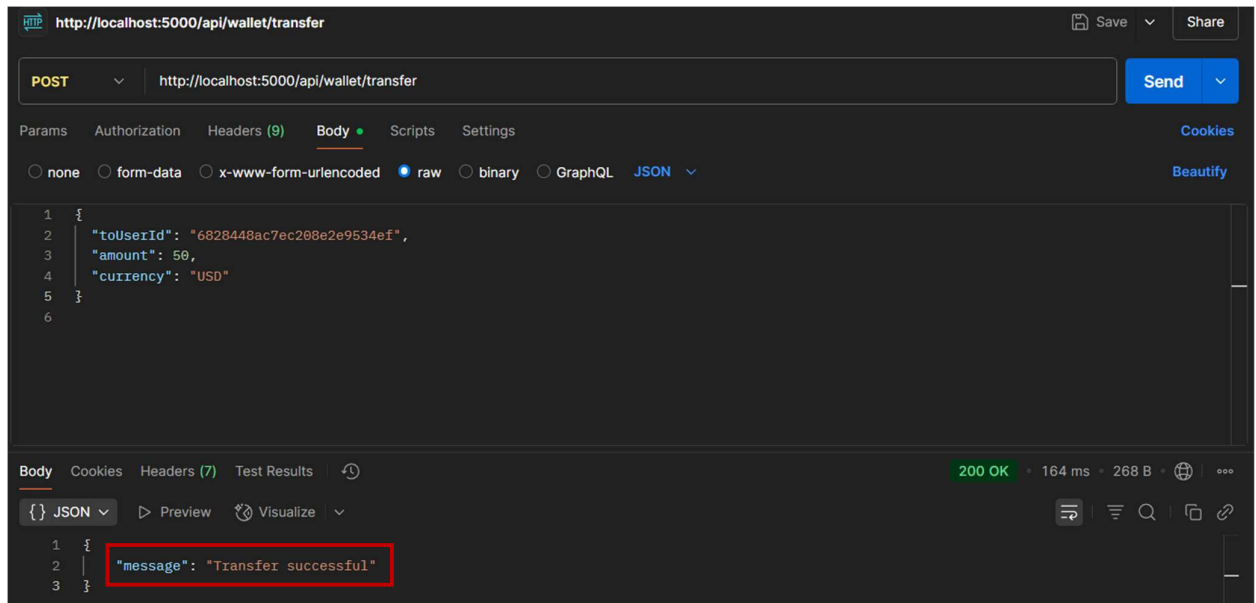 HTTP http://localhost:5000/api/wallet/transfer Save Share
POST http://localhost:5000/api/wallet/transfer Send
Params Authorization Headers (9) Body Scripts Settings Cookies
none form-data x-www-form-urlencoded raw binary GraphQL JSON Beautify
1 {
2 "toUserId": "6828448ac7ec208e2e9534ef",
3 "amount": 50,
4 "currency": "USD"
5 }
6
Body Cookies Headers (7) Test Results 200 OK • 164 ms • 268 B
{} JSON Preview Visualize
1 {
2 "message": "Transfer successful"
3 }